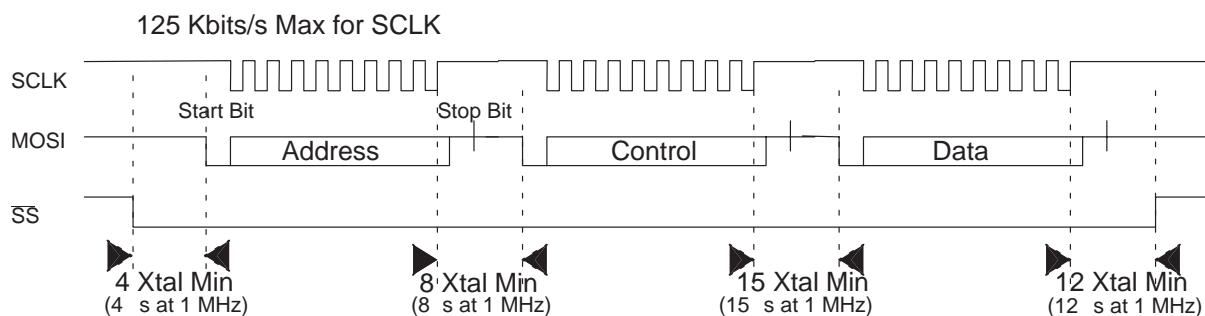 125 Kbits/s Max for SCLK
SCLK
Start Bit
Stop Bit
MOSI
Address
Control
Data
SS
4 Xtal Min
(4 s at 1 MHz)
8 Xtal Min
(8 s at 1 MHz)
15 Xtal Min
(15 s at 1 MHz)
12 Xtal Min
(12 s at 1 MHz)